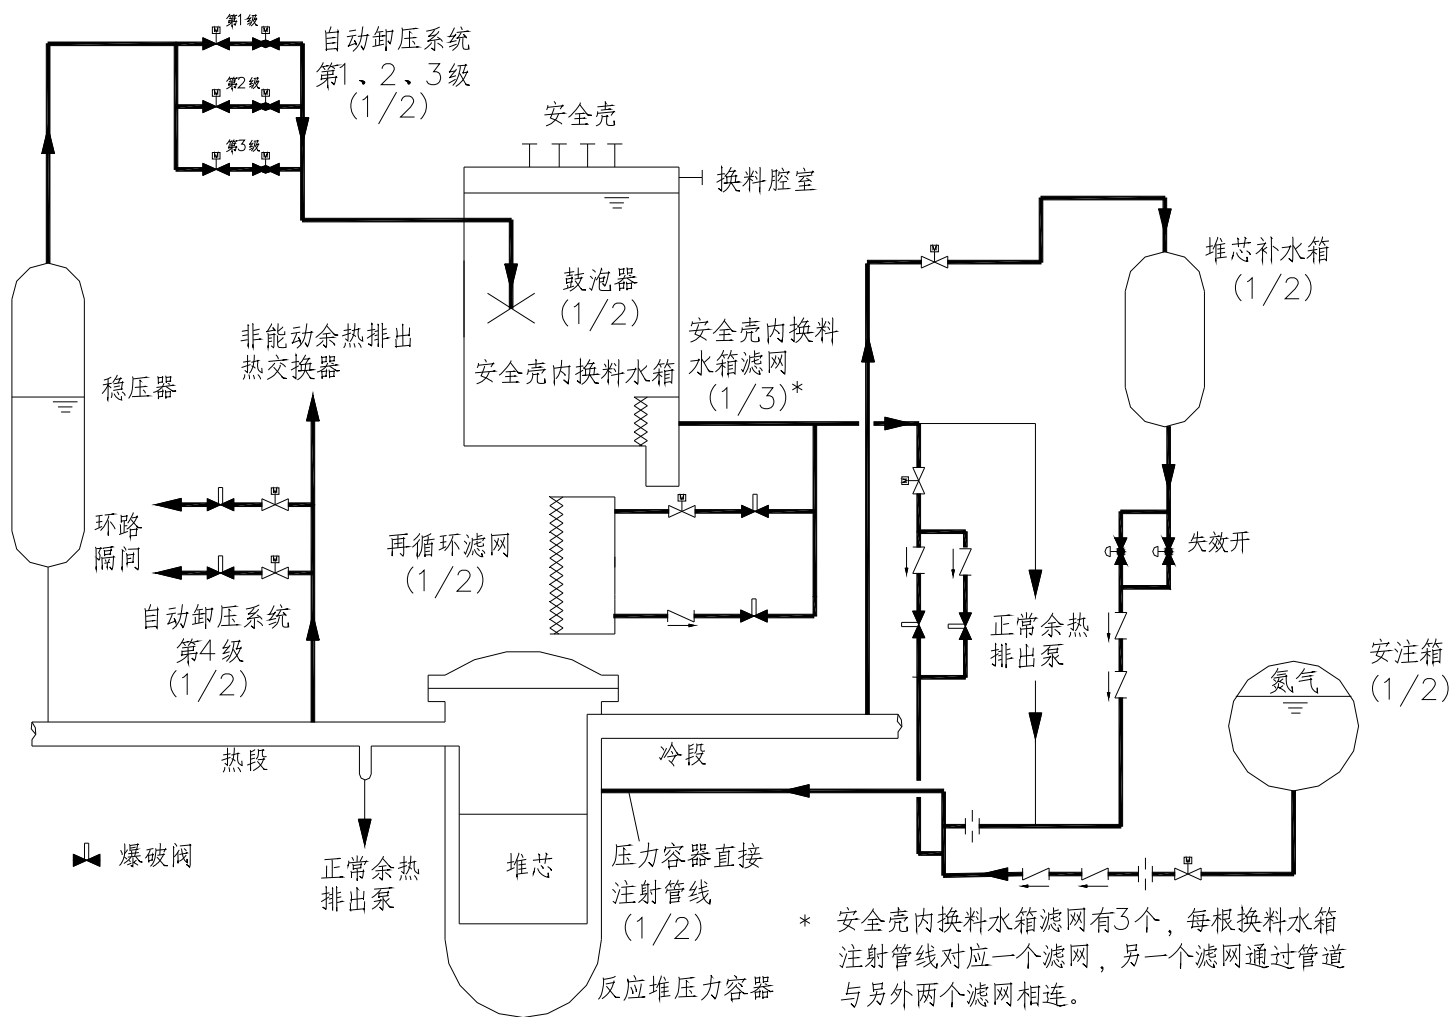 第1级
第2级
第3级
自动卸压系统
第1、2、3级
(1/2)
安全壳
换料腔室
堆芯补水箱
(1/2)
鼓泡器
(1/2)
非能动余热排出
热交换器
安全壳内换料
水箱滤网
(1/3)*
安全壳内换料水箱
稳压器
环路
隔间
再循环滤网
(1/2)
失效开
自动卸压系统
第4级
(1/2)
正常余热
排出泵
安注箱
(1/2)
氮气
热段
冷段
爆破阀
正常余热
排出泵
堆芯
压力容器直接
注射管线
(1/2)
反应堆压力容器
* 安全壳内换料水箱滤网有3个，每根换料水箱
注射管线对应一个滤网，另一个滤网通过管道
与另外两个滤网相连。
M
M
M
M
M
M
M
M
M
M
M
M